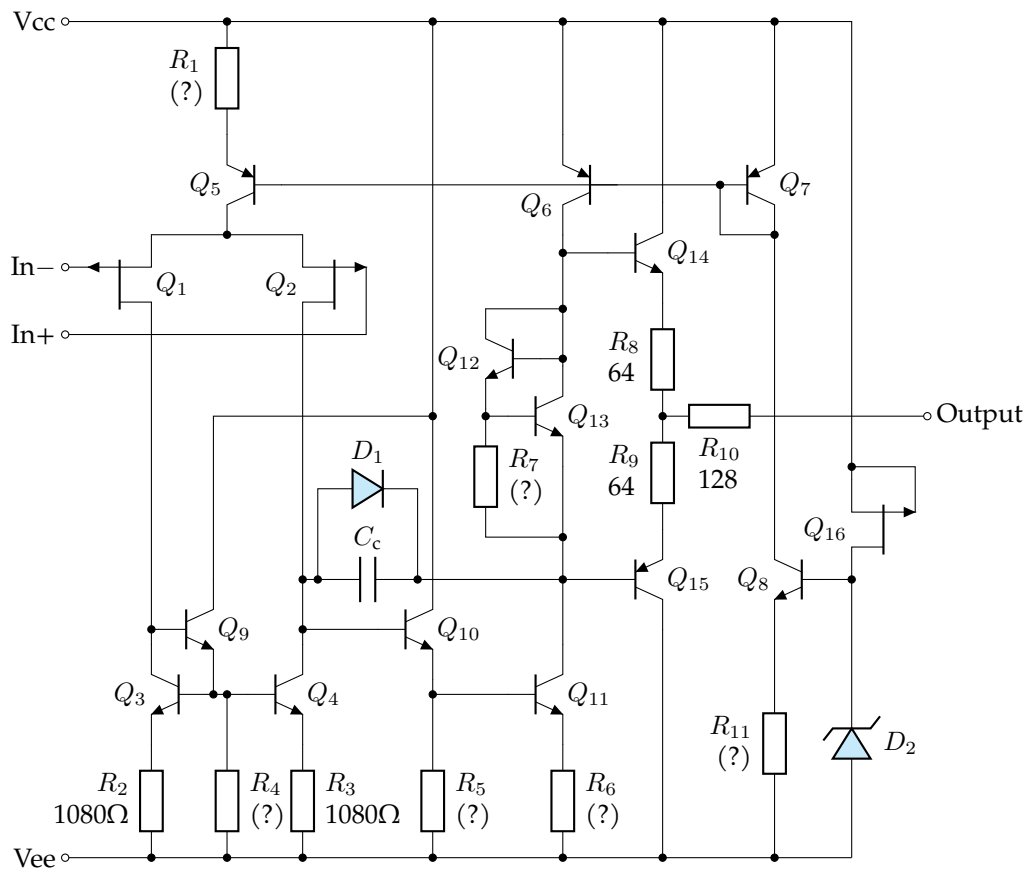 Vcc
R1
(?)
Q5
Q6
Q7
In−
Q1
Q2
Q14
In+
Q12
R8
64
Q13
Output
D1
R7
(?)
R9
64
R10
128
Q16
Cc
Q15
Q8
Q9
Q10
Q3
Q4
Q11
R11
(?)
D2
R2
1080Ω
R4
(?)
R3
1080Ω
R5
(?)
R6
(?)
Vee